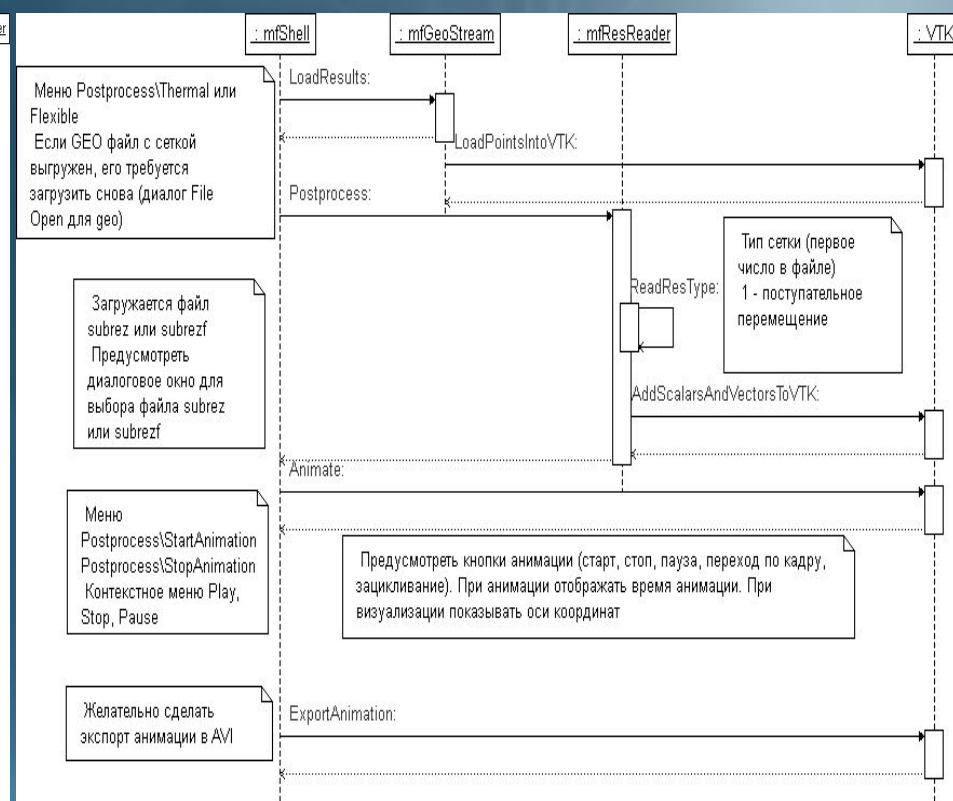 er
: mfShell
: mfGeoStream
: mfResReader
: VTK
Меню Postprocess\Thermal или
Flexible
Если GEO файл с сеткой
выгружен, его требуется
загрузить снова (диалог File
Open для geo)
LoadResults:
LoadPointsIntoVTK:
Postprocess:
Тип сетки (первое
число в файле)
1 - поступательное
перемещение
ReadResType:
Загружается файл
subrez или subrezf
Предусмотреть
диалоговое окно для
выбора файла subrez
или subrezf
AddScalarsAndVectorsToVTK:
Animate:
Меню
Postprocess\StartAnimation
Postprocess\StopAnimation
Контекстное меню Play,
Stop, Pause
Предусмотреть кнопки анимации (старт, стоп, пауза, переход по кадру,
зацикливание). При анимации отображать время анимации. При
визуализации показывать оси координат
Желательно сделать
экспорт анимации в AVI
ExportAnimation: